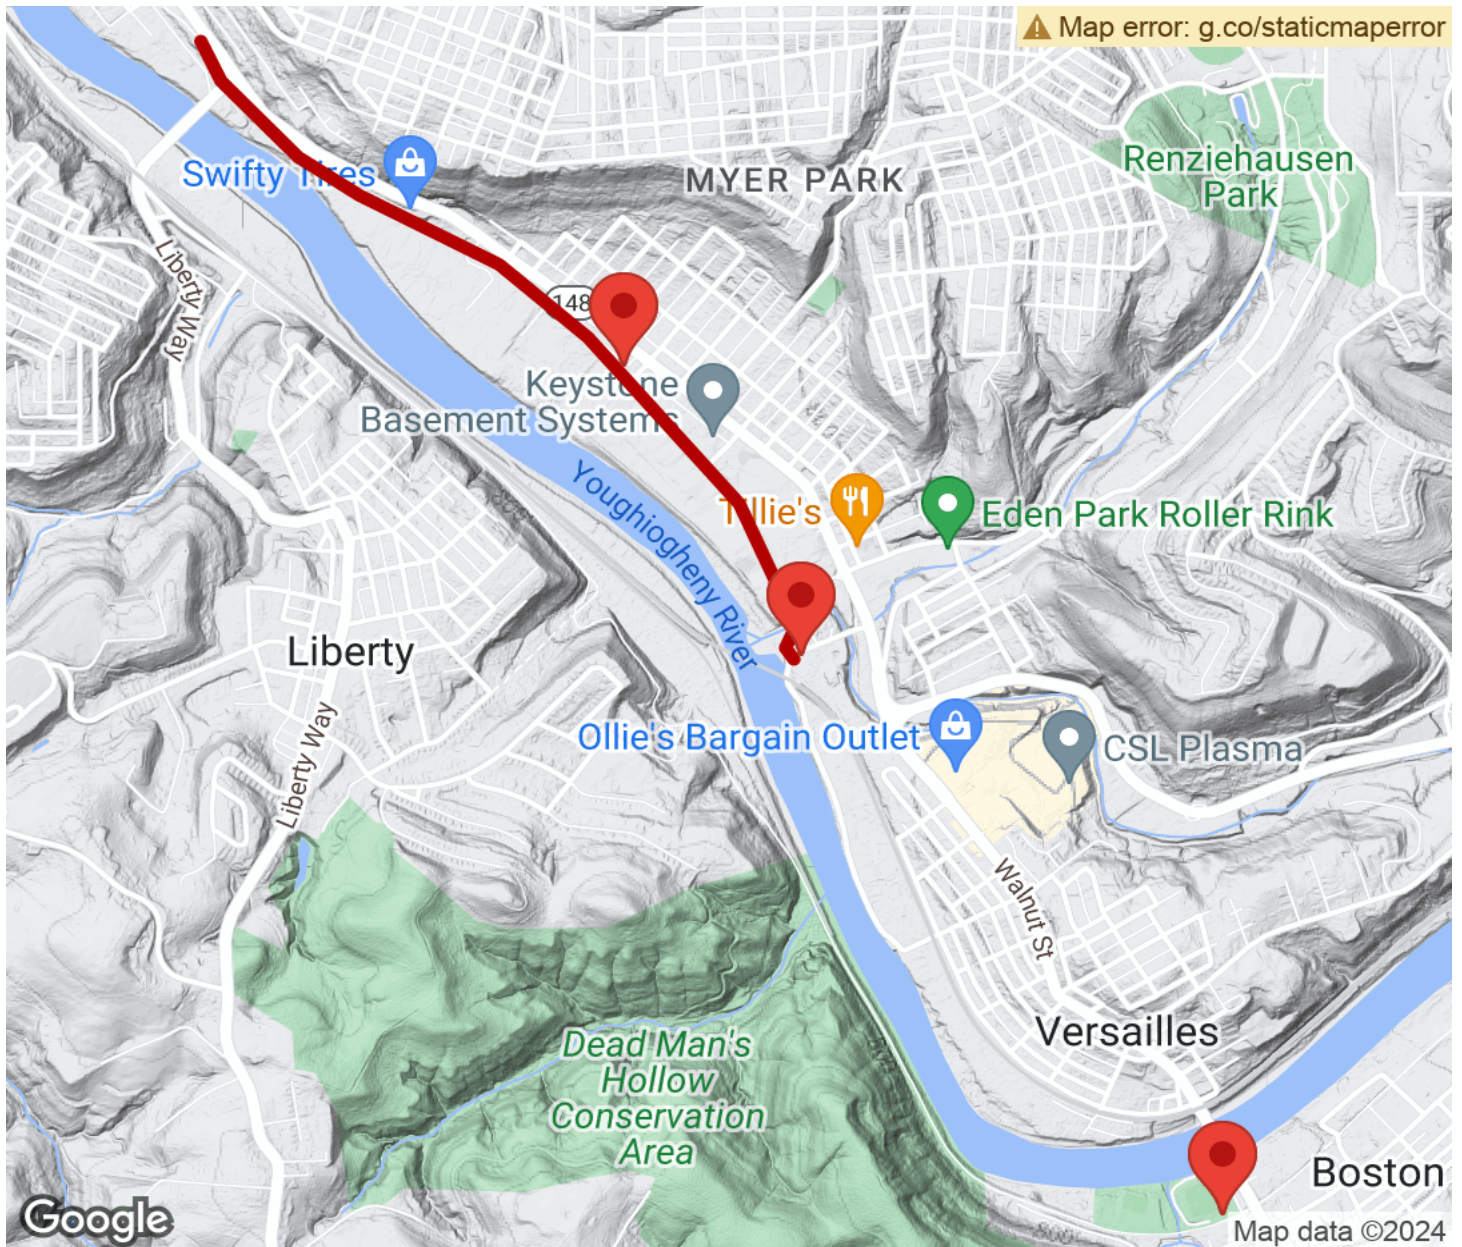 Map error: g.co/staticmaperror
Renziehausen
Park
Swifty Tires
MYER PARK
Liberty Way
148
Keystone
Basement Systems
Youghiogheny River
Tillie's
Eden Park Roller Rink
Liberty
Liberty Way
Ollie's Bargain Outlet
CSL Plasma
Walnut St
Versailles
Dead Man's
Hollow
Conservation
Area
Boston
Google
Map data ©2024